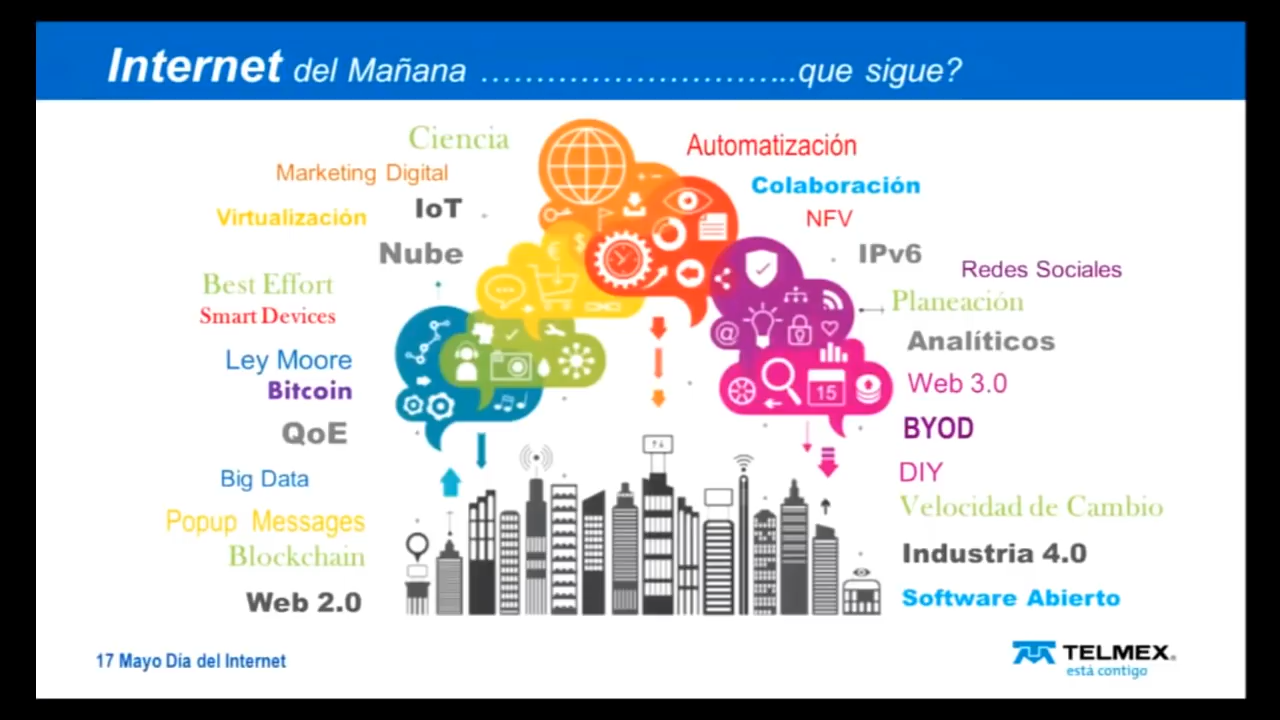 Internet del Mañana ..............................que sigue?
Ciencia
Automatización
Marketing Digital
Colaboración
IoT
Virtualización
NFV
Nube
IPv6
Redes Sociales
Best Effort
Planeación
Smart Devices
Analíticos
Ley Moore
Web 3.0
Bitcoin
15
BYOD
QoE
DIY
Big Data
Velocidad de Cambio
Popup Messages
Blockchain
Industria 4.0
Web 2.0
Software Abierto
17 Mayo Día del Internet
TELMEX®
está contigo